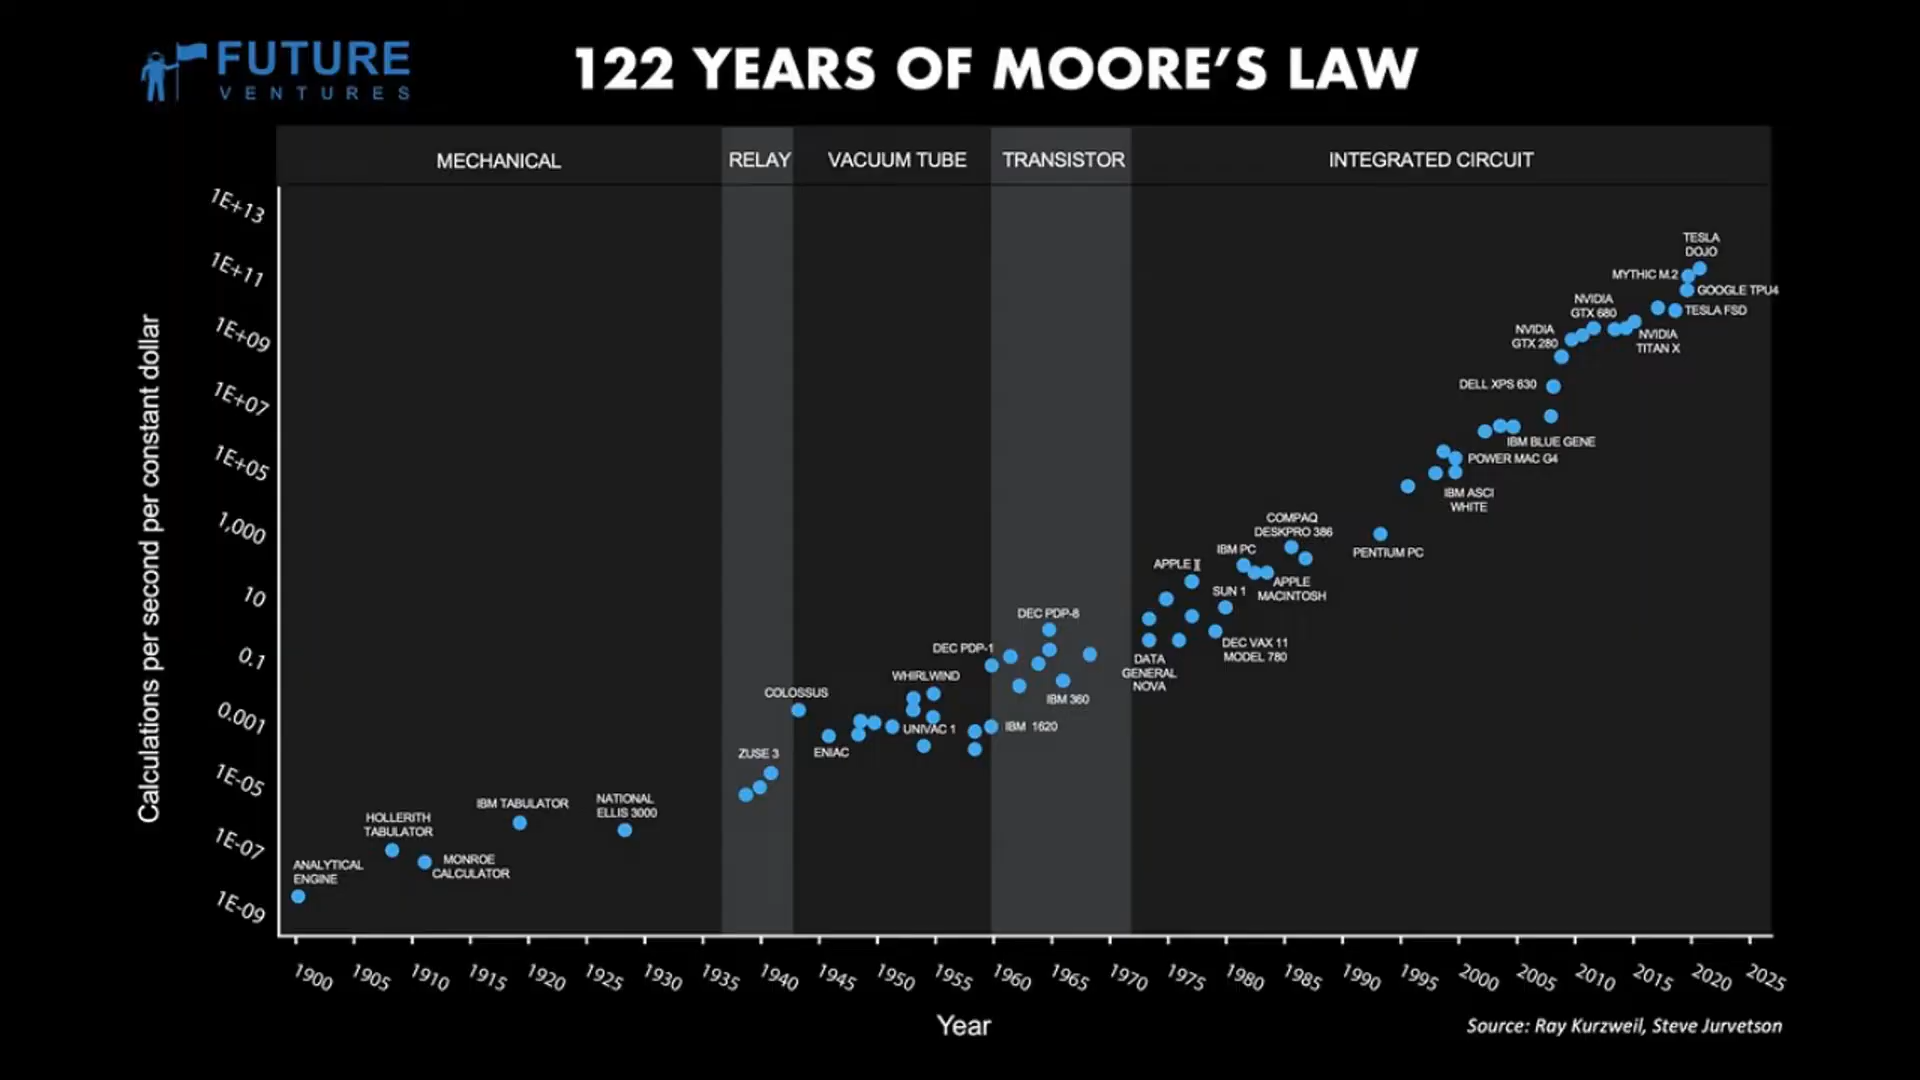 FUTURE
VENTURES
122 YEARS OF MOORE'S LAW
MECHANICAL
RELAY
VACUUM TUBE
TRANSISTOR
INTEGRATED CIRCUIT
Calculations per second per constant dollar
1E+13
1E+11
1E+09
1E+07
1E+05
1,000
10
0.1
0.001
1E-05
1E-07
1E-09
ANALYTICAL
ENGINE
HOLLERITH
TABULATOR
MONROE
CALCULATOR
IBM TABULATOR
NATIONAL
ELLIS 3000
ZUSE 3
COLOSSUS
ENIAC
WHIRLWIND
UNIVAC 1
DEC PDP-1
IBM 1620
DEC PDP-8
IBM 360
DATA
GENERAL
NOVA
APPLE II
IBM PC
SUN 1
DEC VAX 11
MODEL 780
COMPAQ
DESKPRO 386
APPLE
MACINTOSH
PENTIUM PC
IBM ASCI
WHITE
POWER MAC G4
IBM BLUE GENE
DELL XPS 630
NVIDIA
GTX 280
NVIDIA
GTX 680
NVIDIA
TITAN X
TESLA FSD
GOOGLE TPU4
MYTHIC M.2
TESLA
DOJO
1900
1905
1910
1915
1920
1925
1930
1935
1940
1945
1950
1955
1960
1965
1970
1975
1980
1985
1990
1995
2000
2005
2010
2015
2020
2025
Year
Source: Ray Kurzweil, Steve Jurvetson